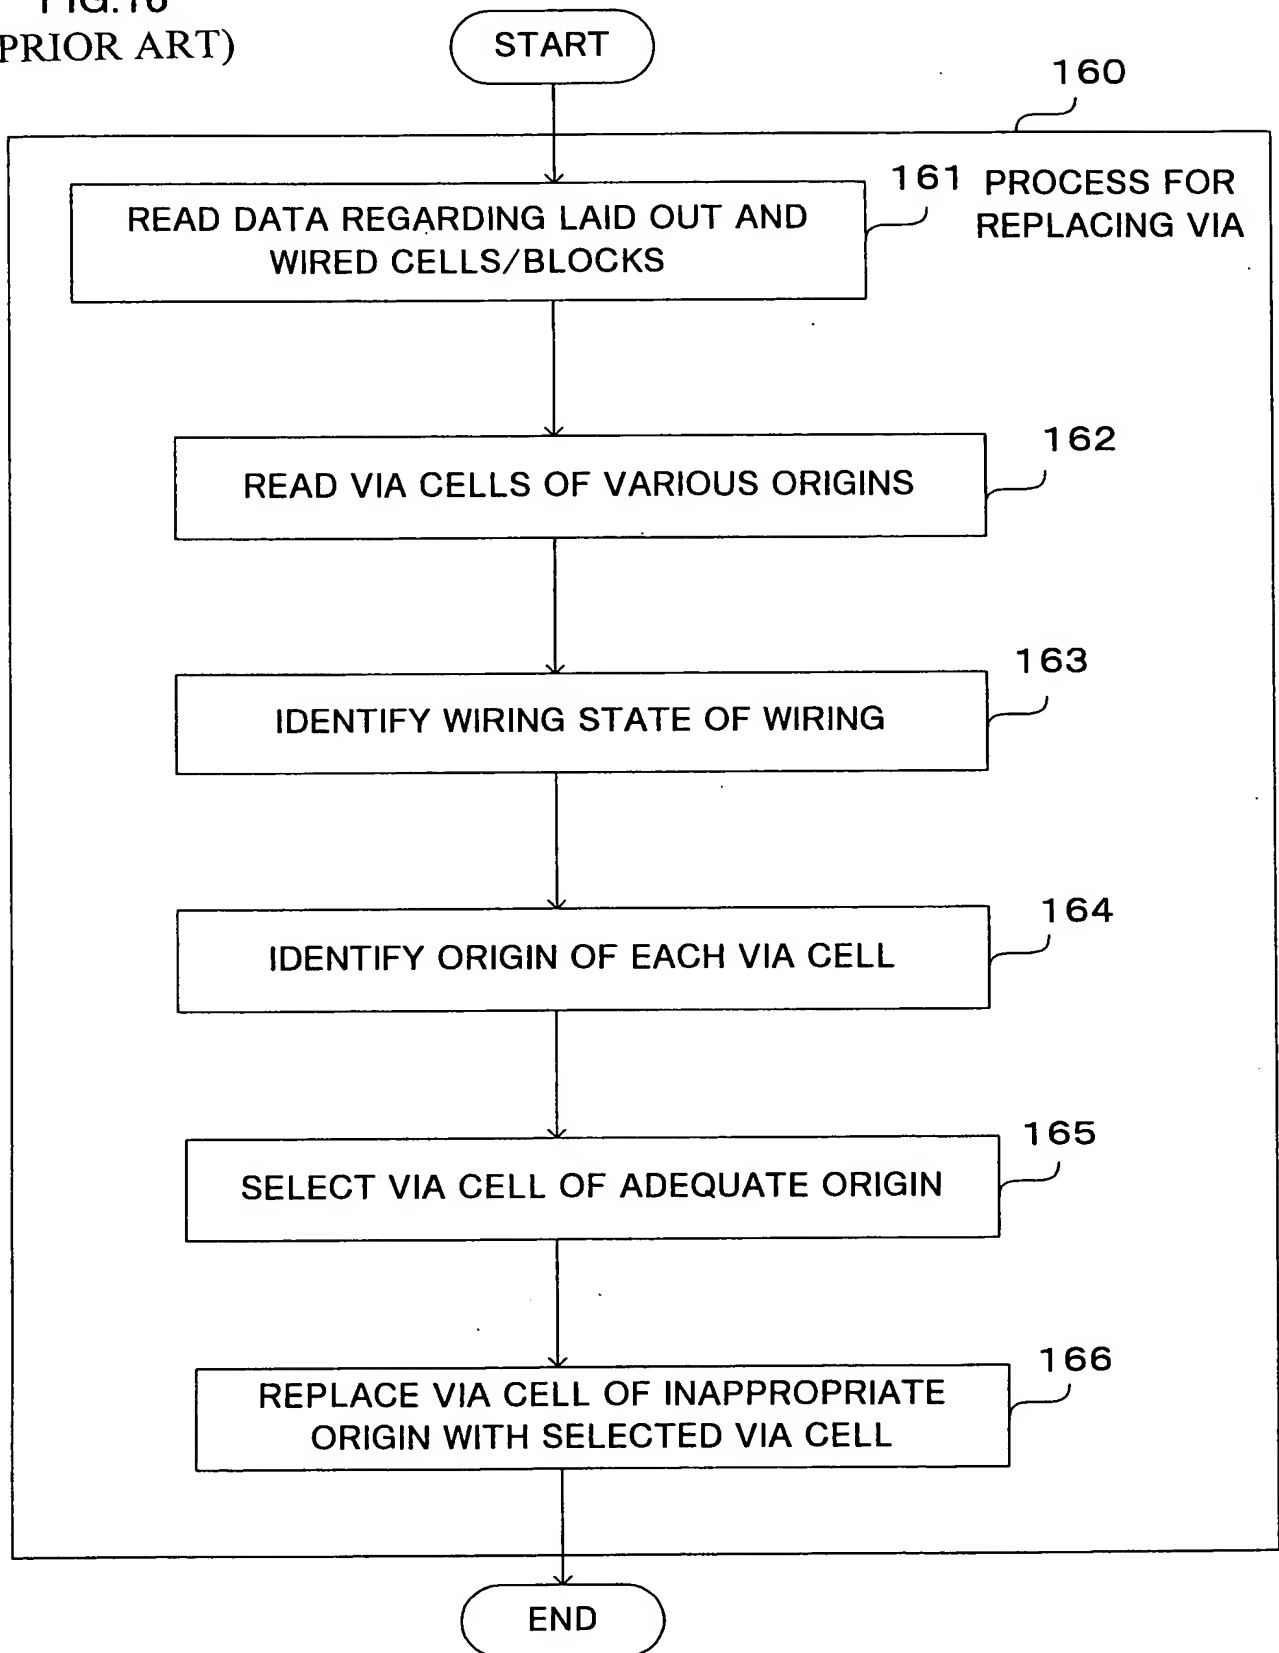 FIG.16
PRIOR ART)
START
160
161
PROCESS FOR
REPLACING VIA
READ DATA REGARDING LAID OUT AND
WIRED CELLS/BLOCKS
162
READ VIA CELLS OF VARIOUS ORIGINS
163
IDENTIFY WIRING STATE OF WIRING
164
IDENTIFY ORIGIN OF EACH VIA CELL
165
SELECT VIA CELL OF ADEQUATE ORIGIN
166
REPLACE VIA CELL OF INAPPROPRIATE
ORIGIN WITH SELECTED VIA CELL
END